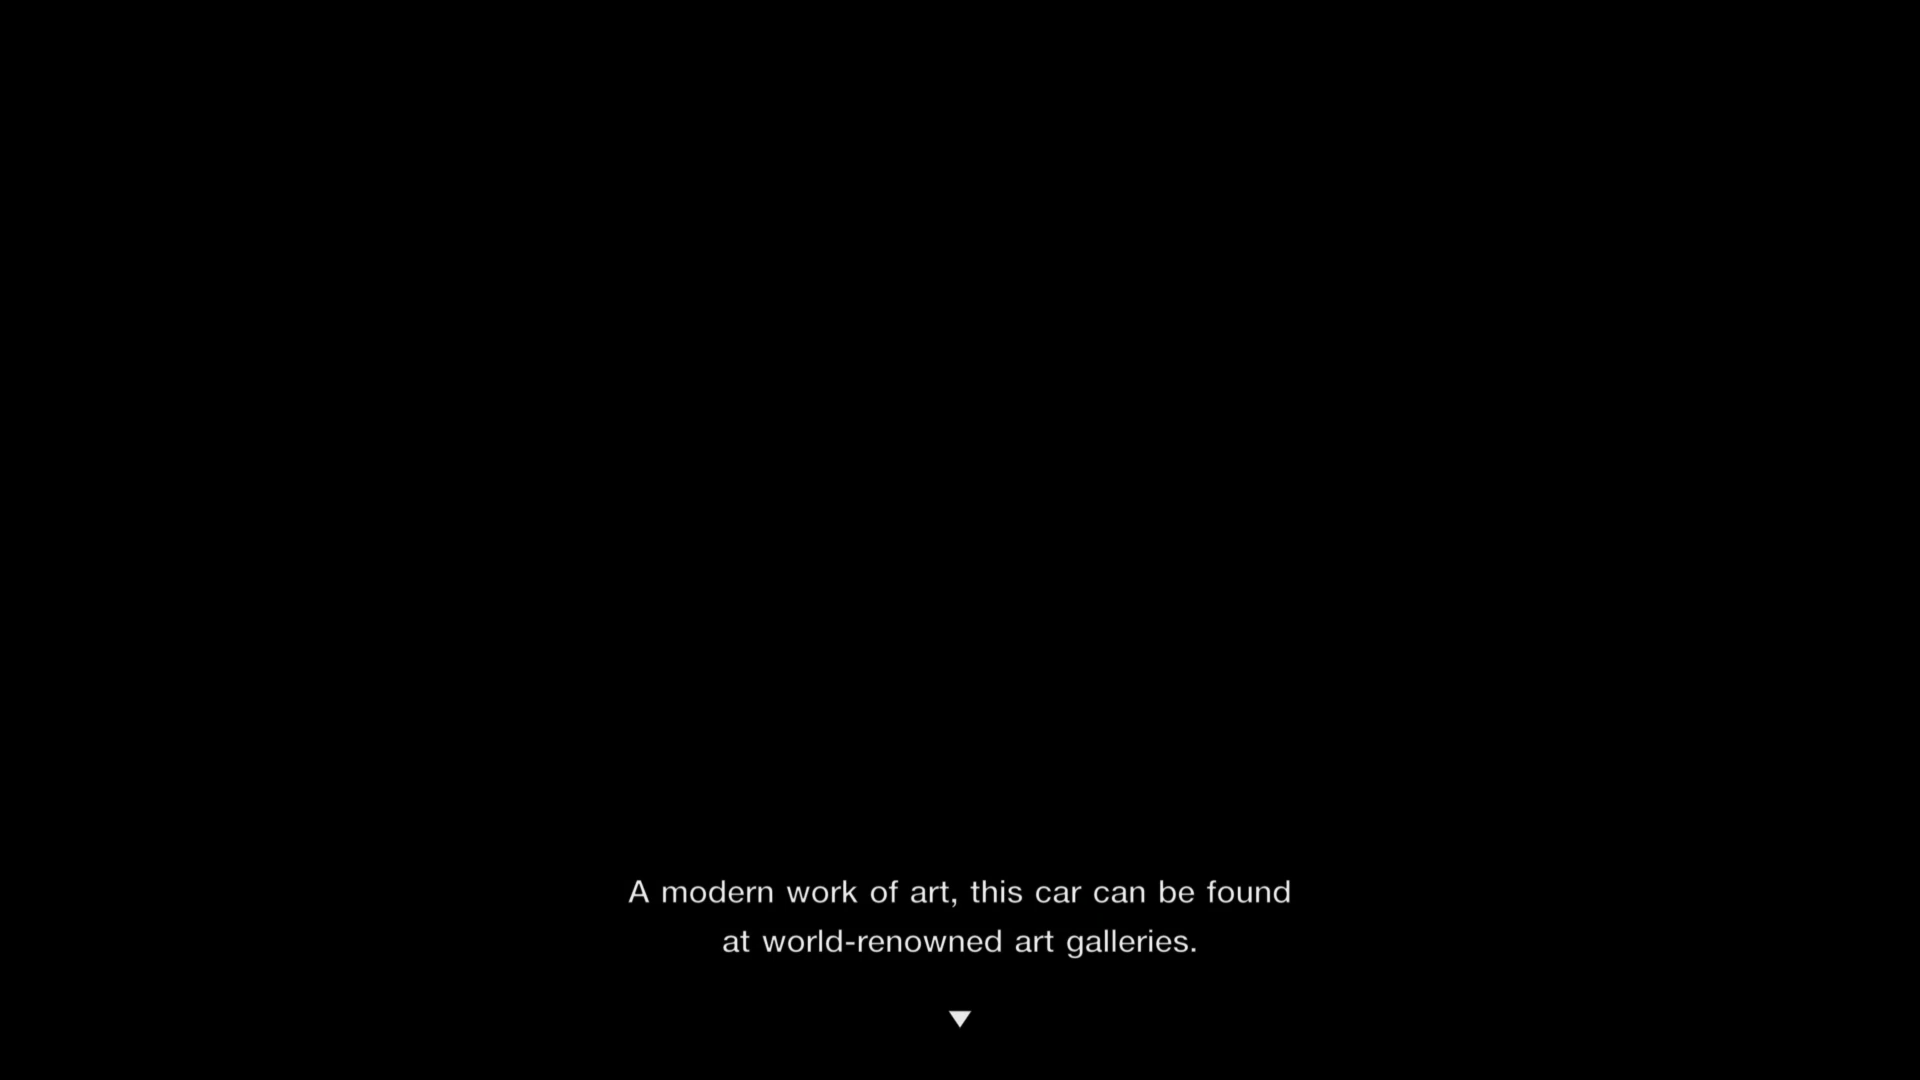 A modern work of art, this car can be found
at world-renowned art galleries.